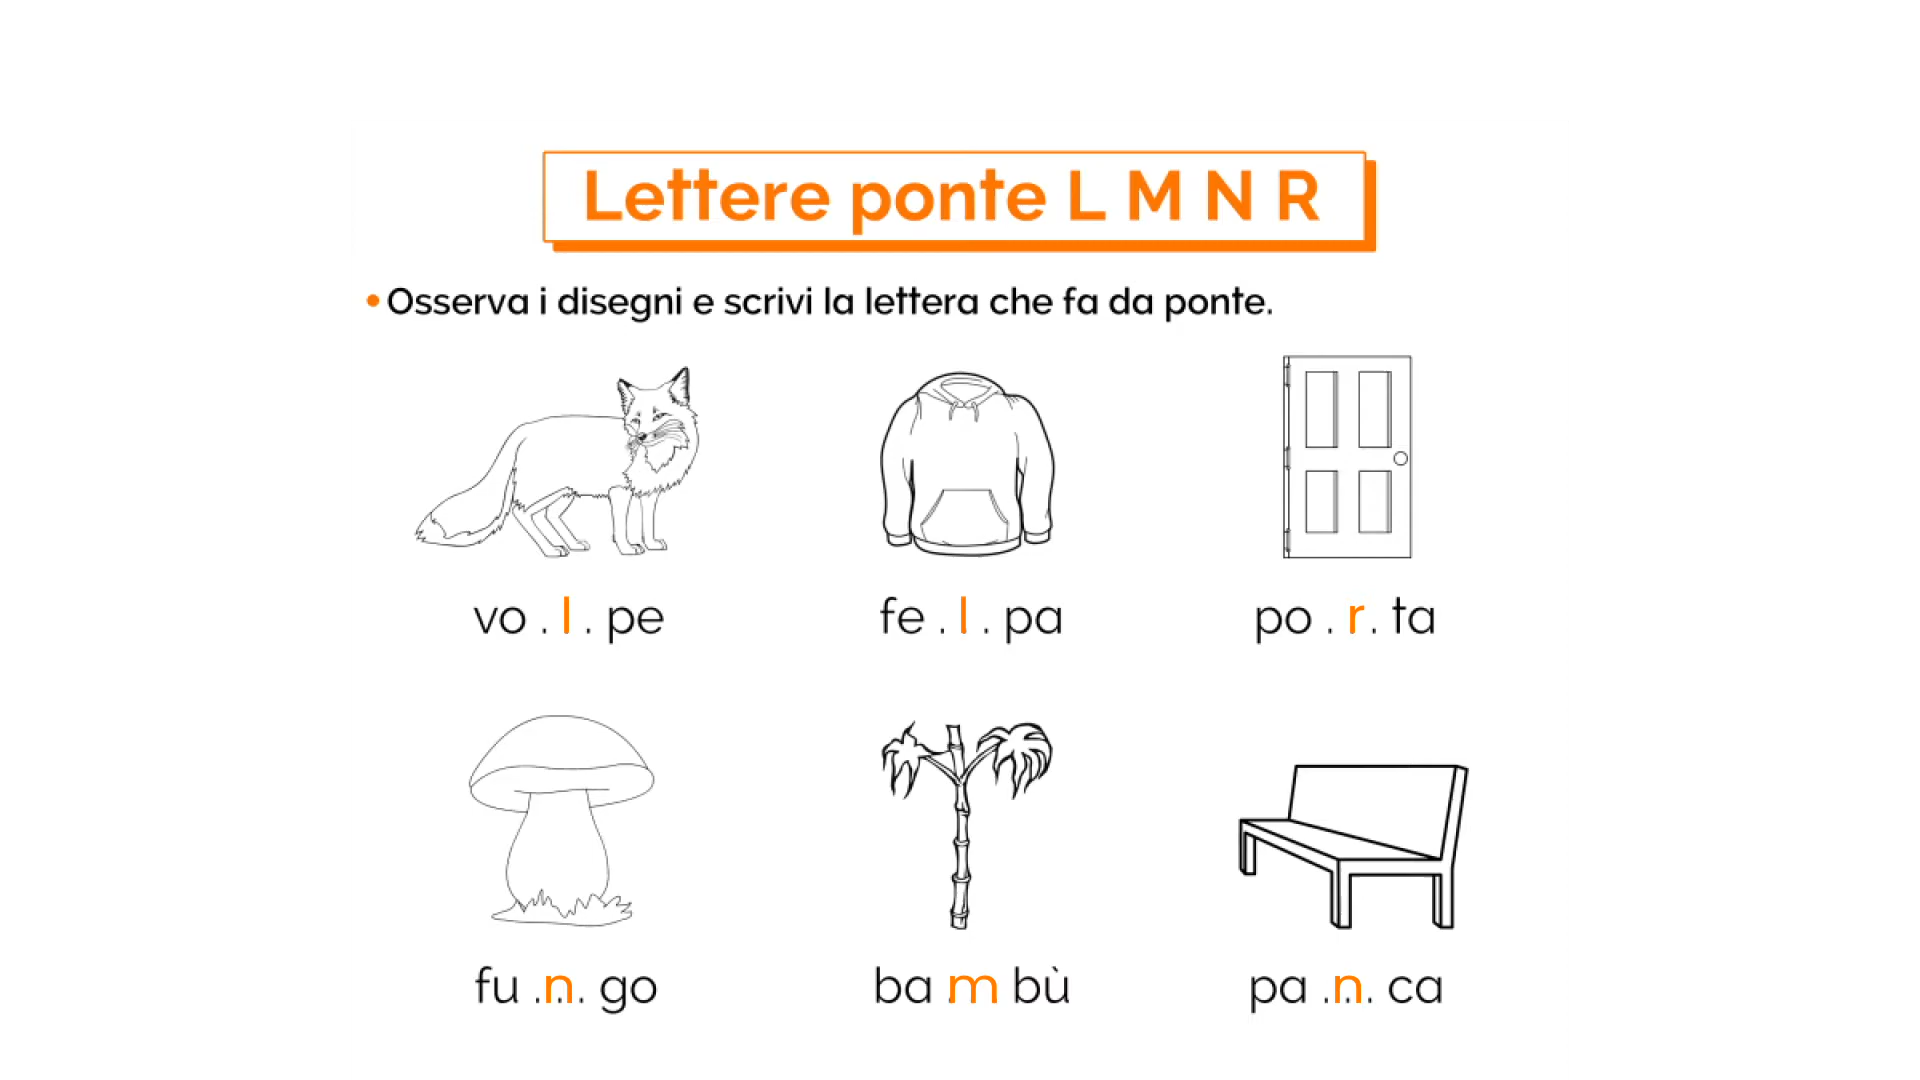 Lettere ponte L M N R
• Osserva i disegni e scrivi la lettera che fa da ponte.
vo . l . pe
fe . l . pa
po . r . ta
fu . n . go
ba . m bù
pa . n . ca